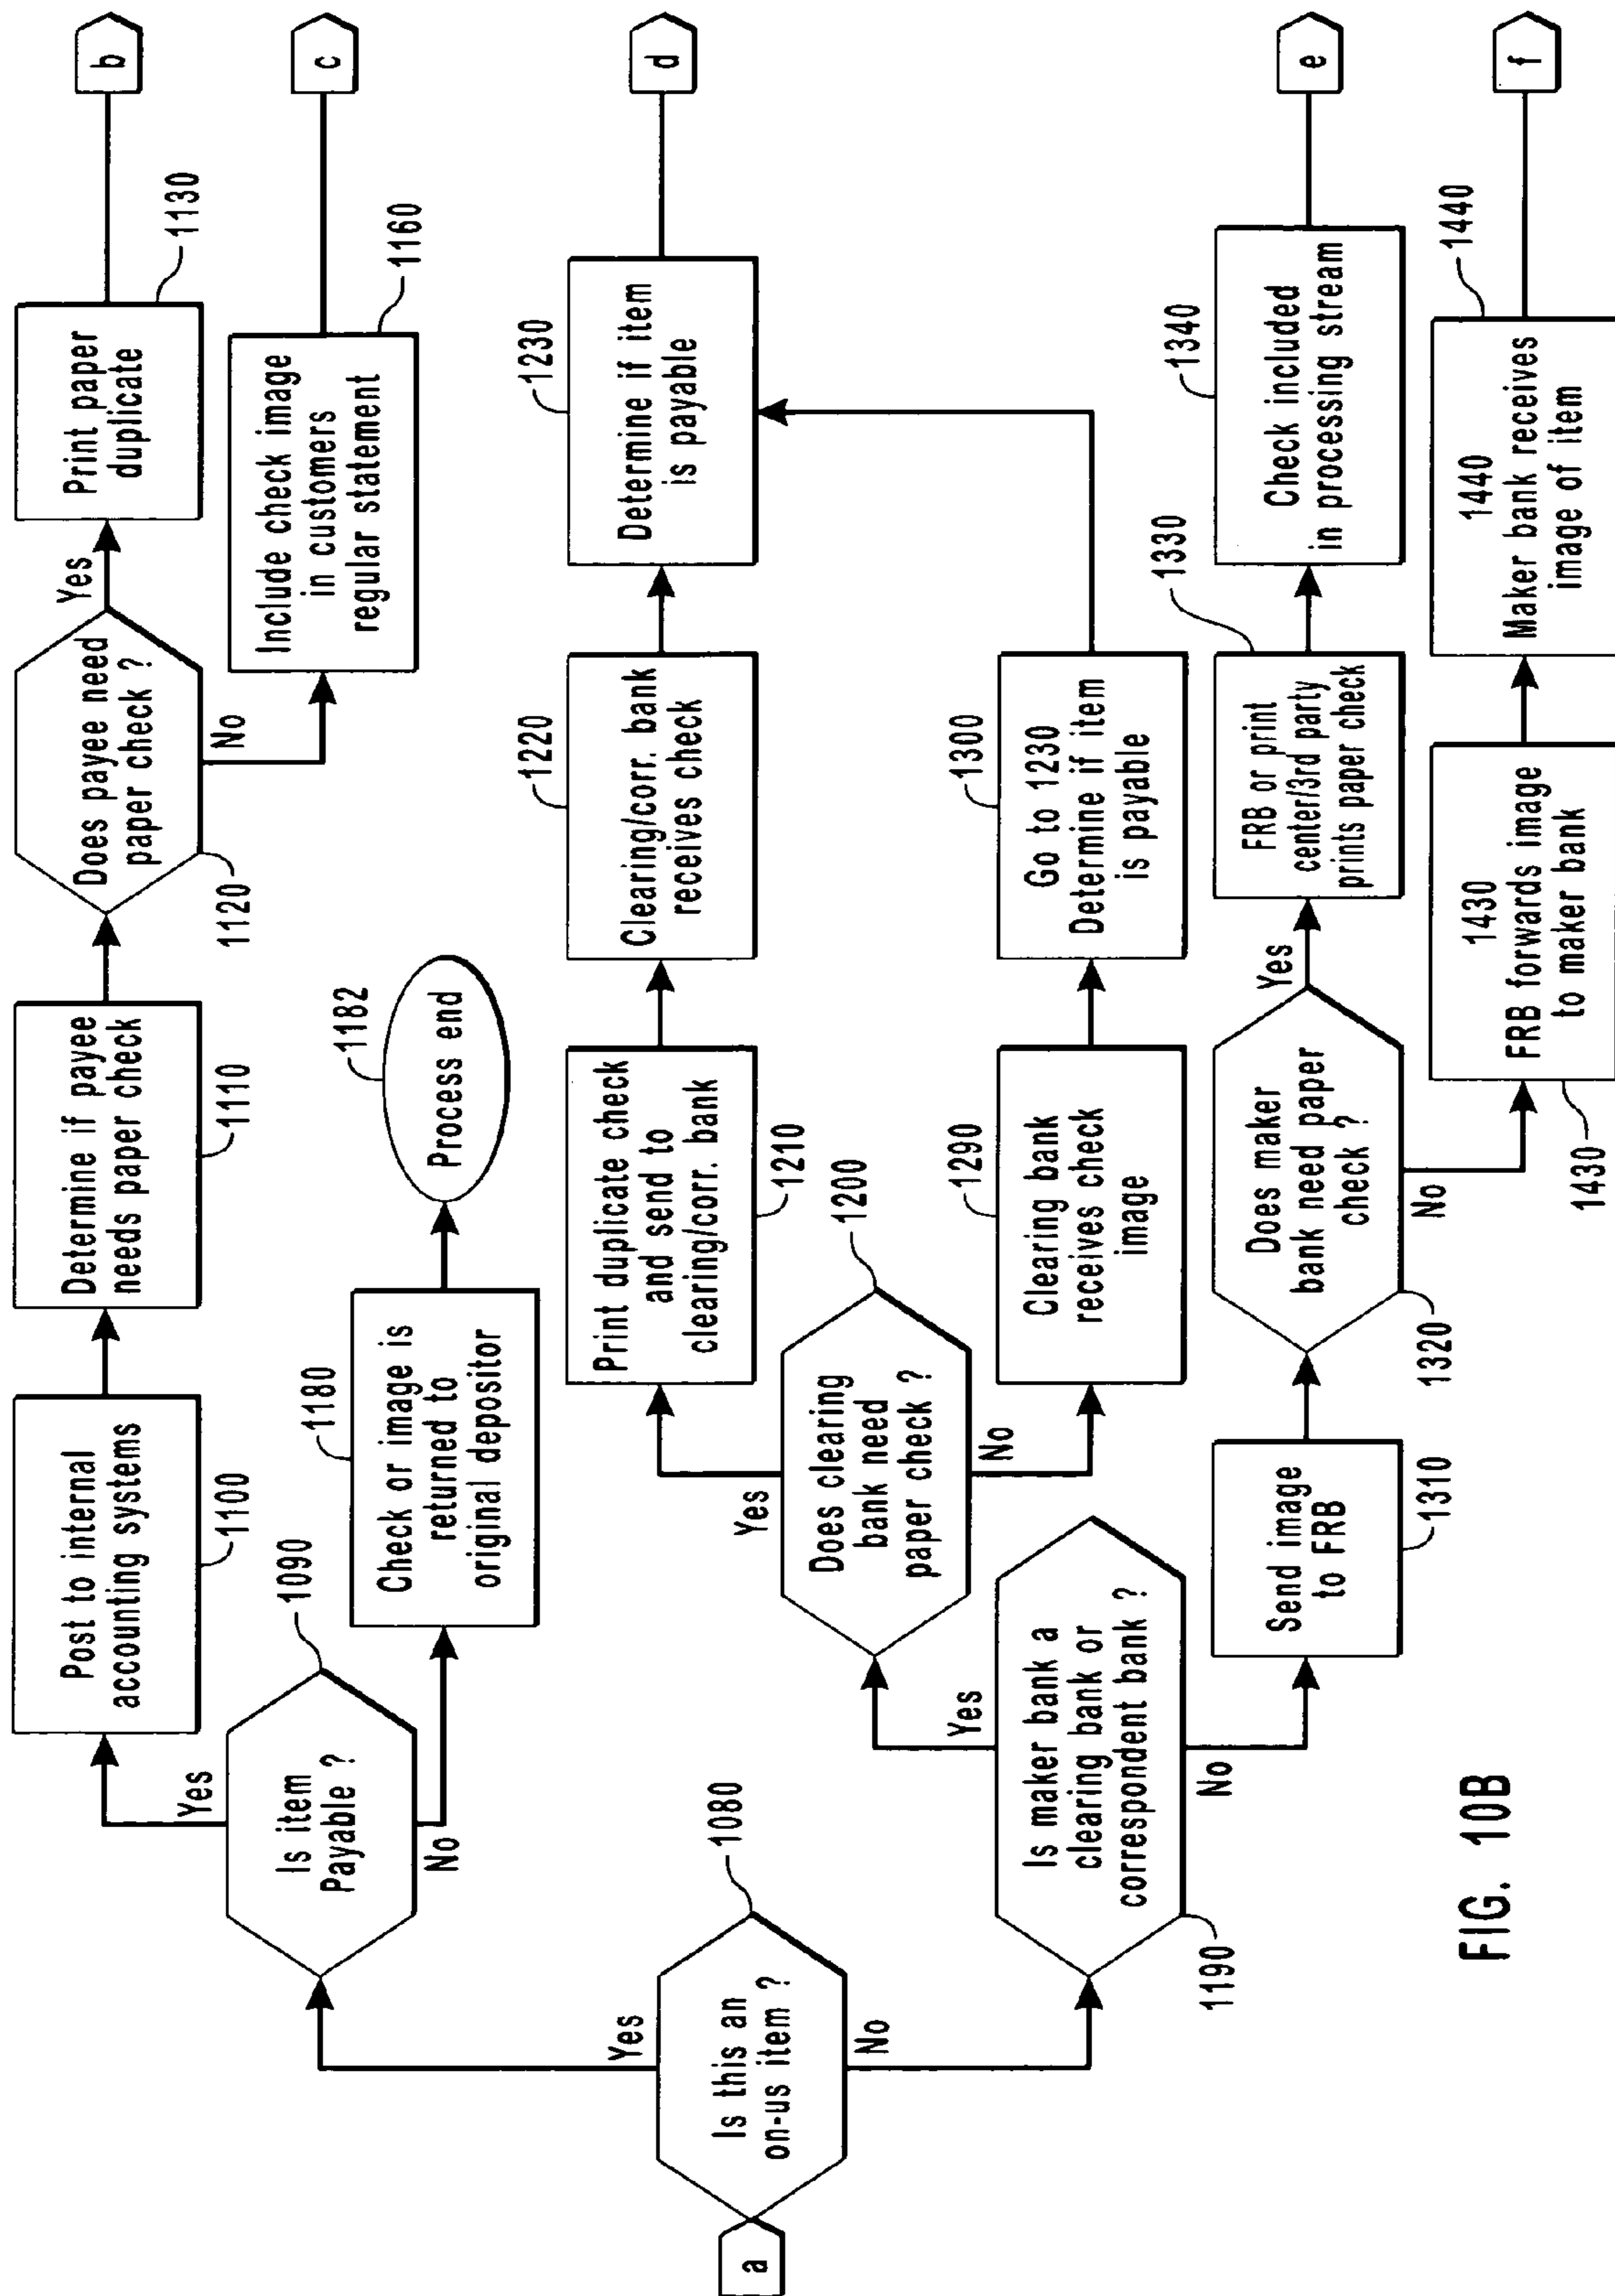 a
Is this an
on-us item ?
1080
Yes
No
Is item
Payable ?
1090
Yes
No
Post to internal
accounting systems
1100
Determine if payee
needs paper check
1110
Does payee need
paper check ?
1120
Yes
No
Print paper
duplicate
1130
b
Include check image
in customers
regular statement
1160
c
Check or image is
returned to
original depositor
1180
Process end
1182
Is maker bank a
clearing bank or
correspondent bank ?
1190
Yes
No
Does clearing
bank need
paper check ?
1200
Yes
No
Print duplicate check
and send to
clearing/corr. bank
1210
Clearing/corr. bank
receives check
1220
Determine if item
is payable
1230
d
Clearing bank
receives check
image
1290
Go to 1230
Determine if item
is payable
1300
Send image
to FRB
1310
Does maker
bank need paper
check ?
1320
Yes
No
FRB or print
center/3rd party
prints paper check
1330
Check included
in processing stream
1340
e
1430
FRB forwards image
to maker bank
1430
1440
Maker bank receives
image of item
1440
f
FIG. 10B